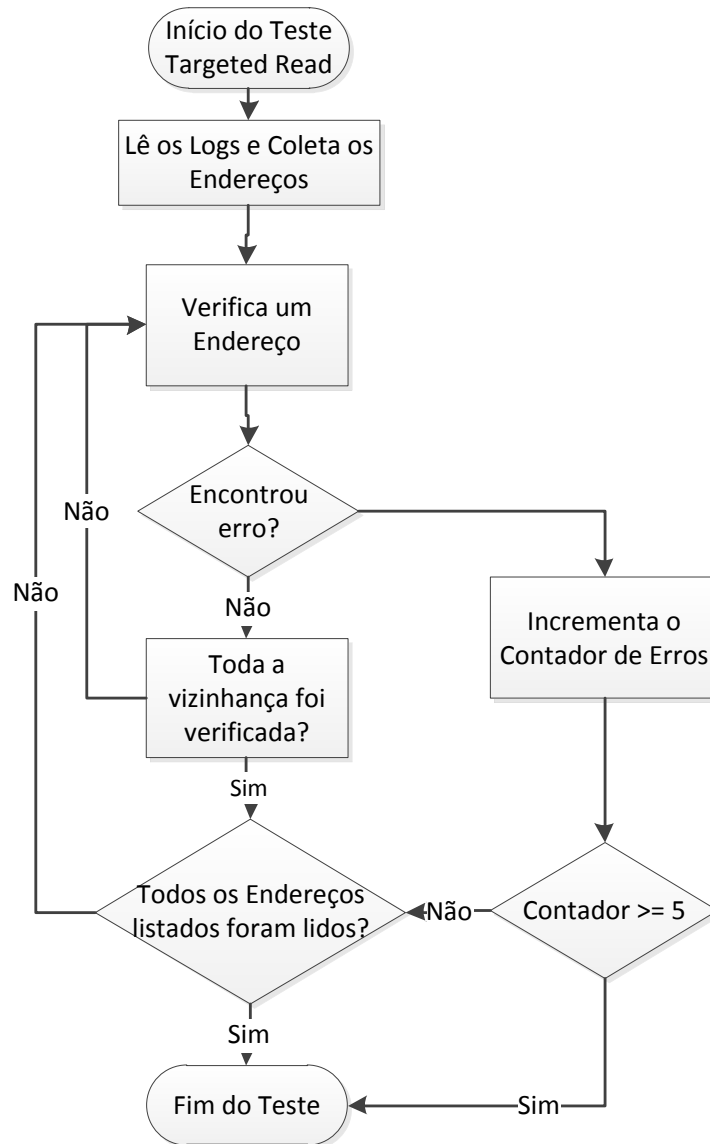 Início do Teste
Targeted Read
Lê os Logs e Coleta os
Endereços
Verifica um
Endereço
Encontrou
erro?
Não
Não
Não
Incrementa o
Contador de Erros
Toda a
vizinhança foi
verificada?
Sim
Todos os Endereços
listados foram lidos?
Não
Contador >= 5
Sim
Fim do Teste
Sim